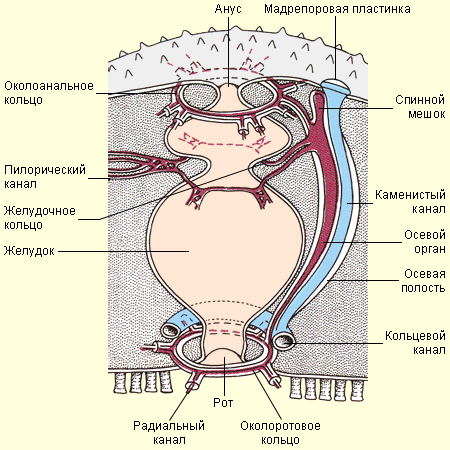 Анус
Мадрепоровая пластинка
Околоанальное
кольцо
Спинной
мешок
Пилорический
канал
Каменистый
канал
Желудочное
кольцо
Осевой
орган
Желудок
Осевая
полость
Кольцевой
канал
Рот
Радиальный
канал
Околоротовое
кольцо